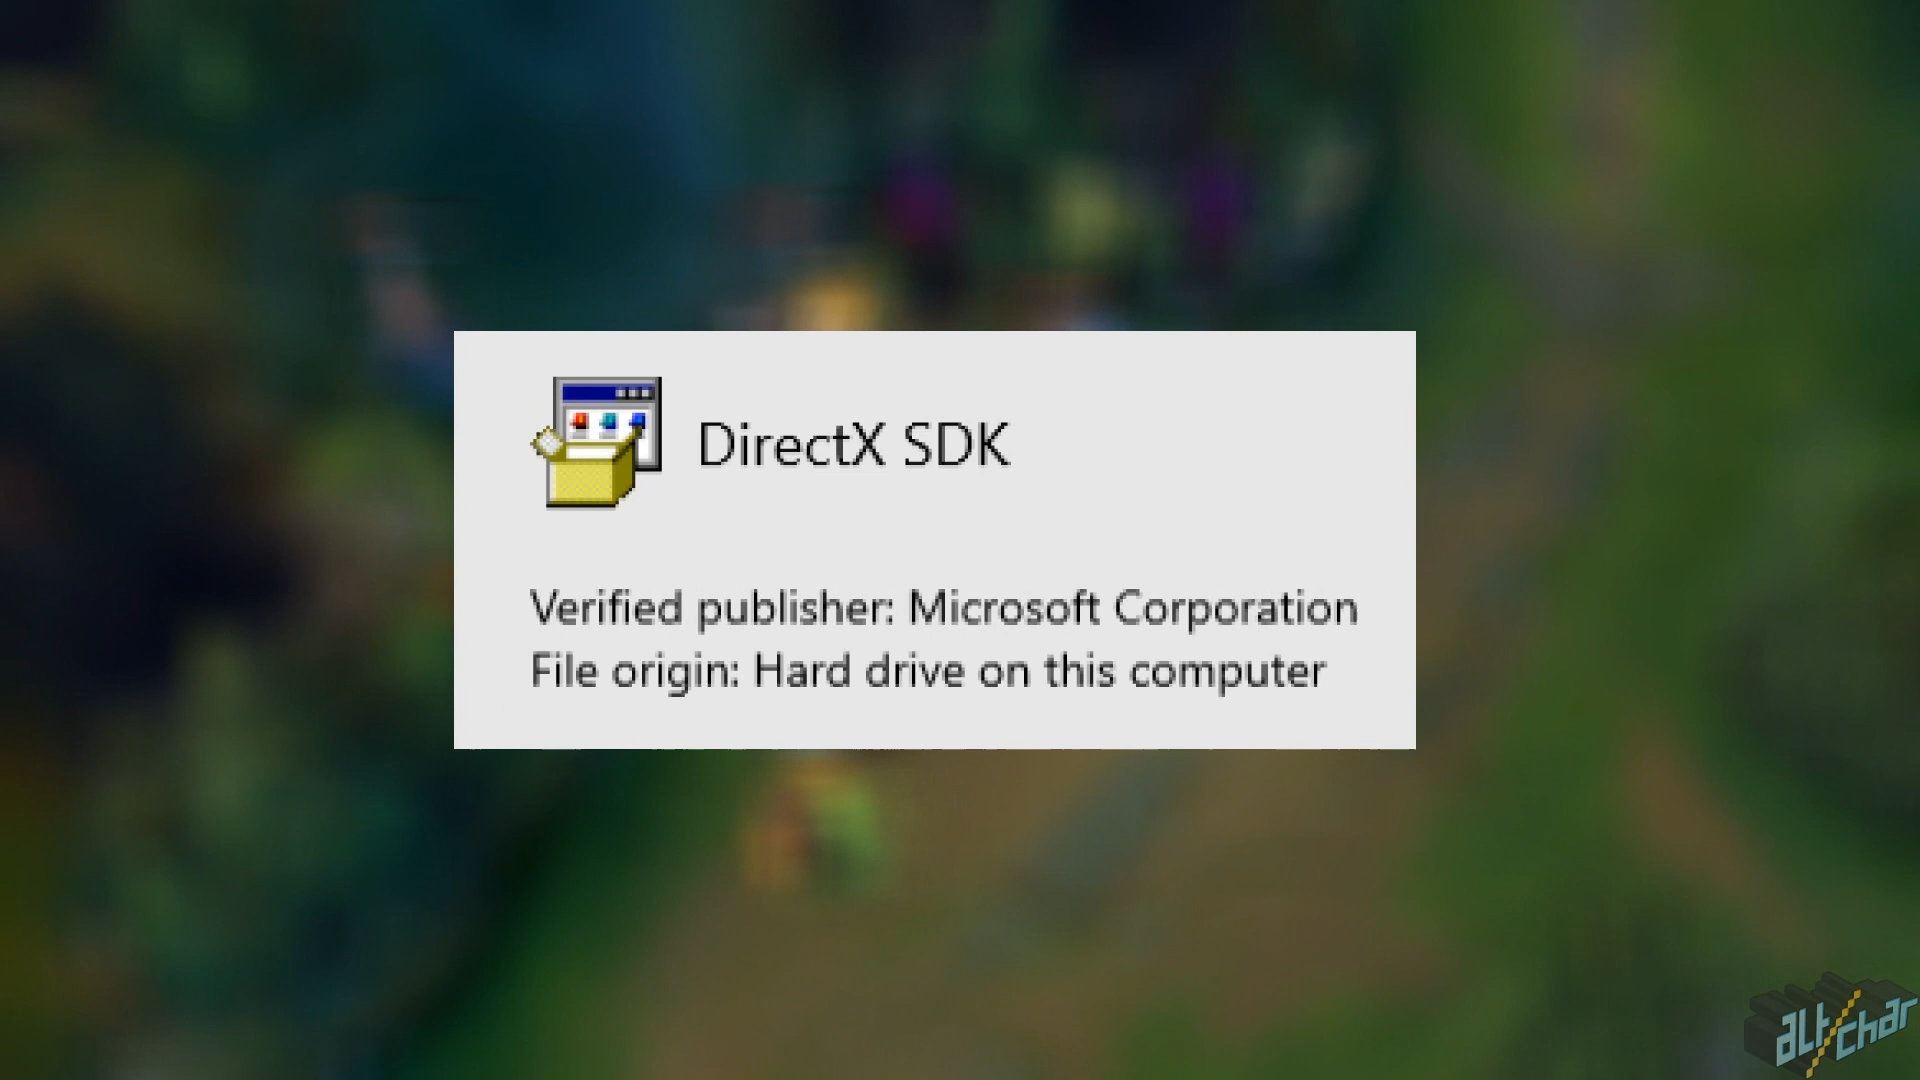 DirectX SDK
Verified publisher: Microsoft Corporation
File origin: Hard drive on this computer
alt/char